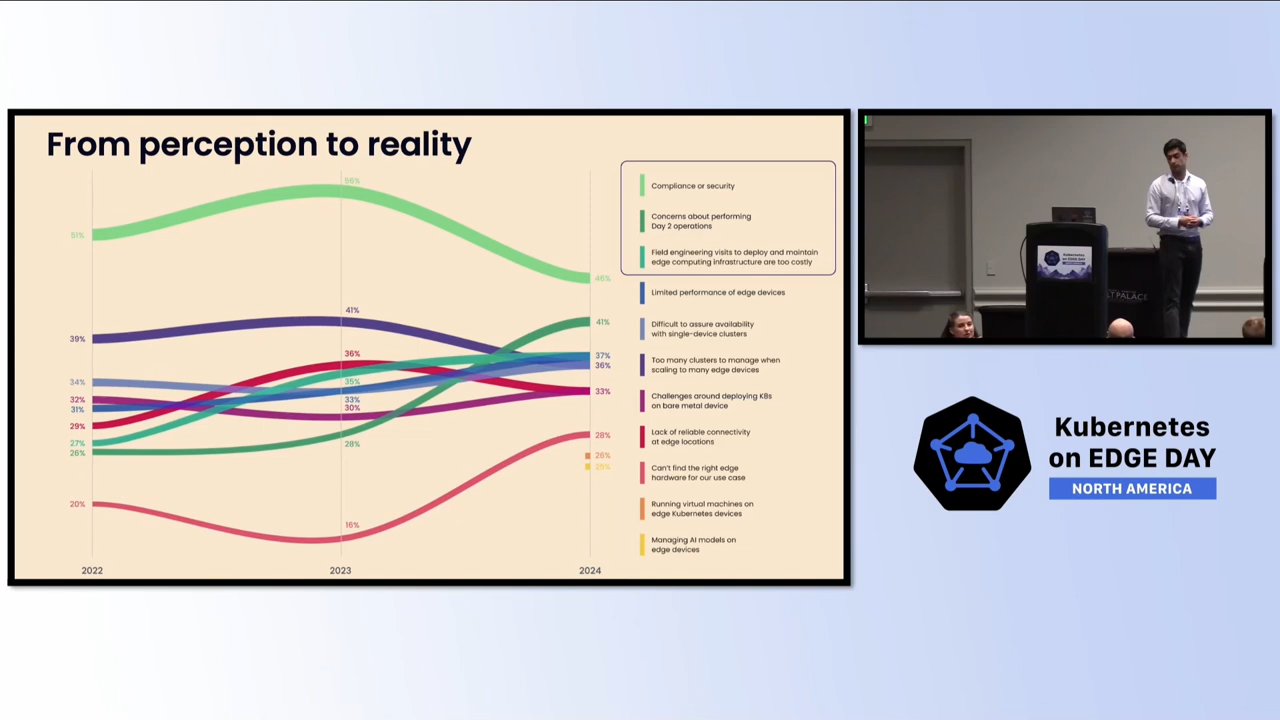 From perception to reality
56%
51%
46%
41%
41%
39%
37%
36%
36%
35%
34%
33%
33%
32%
31%
30%
29%
28%
28%
27%
26%
26%
26%
20%
16%
2022
2023
2024
Compliance or security
Concerns about performing
Day 2 operations
Field engineering visits to deploy and maintain
edge computing infrastructure are too costly
Limited performance of edge devices
Difficult to assure availability
with single-device clusters
Too many clusters to manage when
scaling to many edge devices
Challenges around deploying K8s
on bare metal device
Lack of reliable connectivity
at edge locations
Can't find the right edge
hardware for our use case
Running virtual machines on
edge Kubernetes devices
Managing AI models on
edge devices
Kubernetes
on EDGE DAY
Kubernetes
on EDGE DAY
NORTH AMERICA